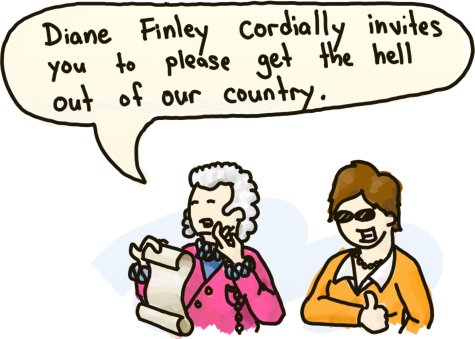 Diane Finley cordially invites
you to please get the hell
out of our country.